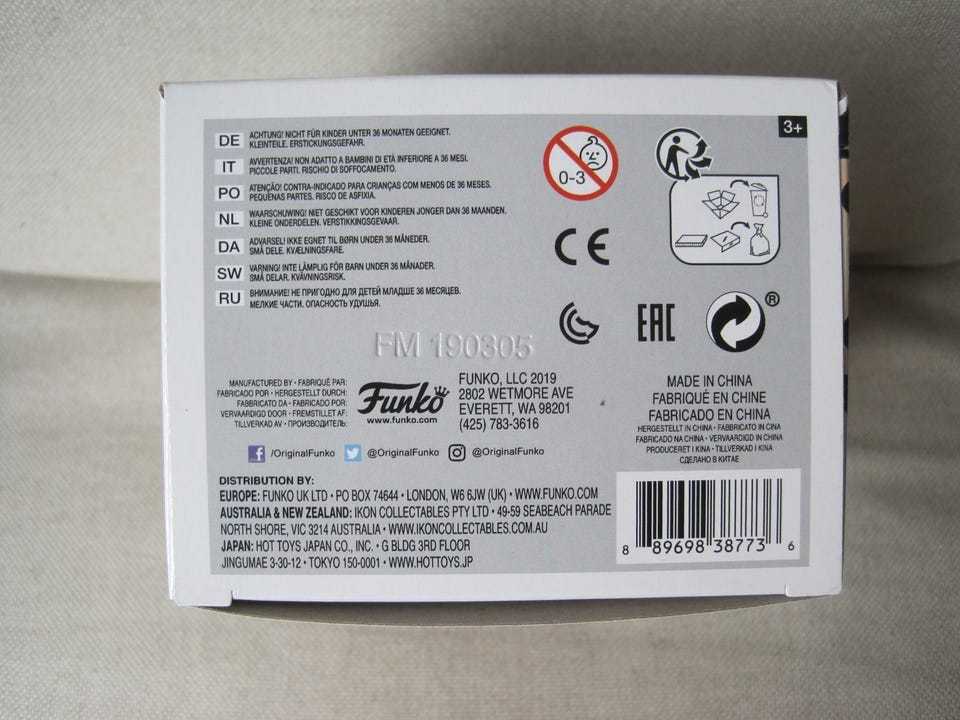 3+
DE ACHTUNG! NICHT FÜR KINDER UNTER 36 MONATEN GEEIGNET.
KLEINTEILE. ERSTICKUNGSGEFAHR.
IT AVVERTENZA! NON ADATTO A BAMBINI DI ETÀ INFERIORE A 36 MESI.
PICCOLE PARTI. RISCHIO DI SOFFOCAMENTO.
PO ATENÇÃO! CONTRA-INDICADO PARA CRIANÇAS COM MENOS DE 36 MESES.
PEQUENAS PARTES. RISCO DE ASFIXIA.
NL WAARSCHUWING! NIET GESCHIKT VOOR KINDEREN JONGER DAN 36 MAANDEN.
KLEINE ONDERDELEN. VERSTIKKINGSGEVAAR.
DA ADVARSEL! IKKE EGNET TIL BØRN UNDER 36 MÅNEDER.
SMÅ DELE. KVÆLNINGSFARE.
SW VARNING! INTE LÄMPLIG FÖR BARN UNDER 36 MÅNADER.
SMÅ DELAR. KVÄVNINGSRISK.
RU ВНИМАНИЕ! НЕ ПРИГОДНО ДЛЯ ДЕТЕЙ МЛАДШЕ 36 МЕСЯЦЕВ.
МЕЛКИЕ ЧАСТИ. ОПАСНОСТЬ УДУШЬЯ.
0-3
CE
EAC
®
FM 190305
MANUFACTURED BY • FABRIQUÉ PAR:
FABRICADO POR • HERGESTELLT DURCH:
FABBRICATO DA • FABRICADO POR:
VERVAARDIGD DOOR • FREMSTILLET AF:
TILLVERKAD AV • ПРОИЗВОДИТЕЛЬ:
Funko
www.funko.com
FUNKO, LLC 2019
2802 WETMORE AVE
EVERETT, WA 98201
(425) 783-3616
MADE IN CHINA
FABRIQUÉ EN CHINE
FABRICADO EN CHINA
HERGESTELLT IN CHINA • FABBRICATO IN CINA
FABRICADO NA CHINA • VERVAARDIGD IN CHINA
PRODUCERET I KINA • TILLVERKAD I KINA
СДЕЛАНО В КИТАЕ
f /OriginalFunko @OriginalFunko @OriginalFunko
DISTRIBUTION BY:
EUROPE: FUNKO UK LTD • PO BOX 74644 • LONDON, W6 6JW (UK) • WWW.FUNKO.COM
AUSTRALIA & NEW ZEALAND: IKON COLLECTABLES PTY LTD • 49-59 SEABEACH PARADE
NORTH SHORE, VIC 3214 AUSTRALIA • WWW.IKONCOLLECTABLES.COM.AU
JAPAN: HOT TOYS JAPAN CO., INC. • G BLDG 3RD FLOOR
JINGUMAE 3-30-12 • TOKYO 150-0001 • WWW.HOTTOYS.JP
8 89698 38773 6